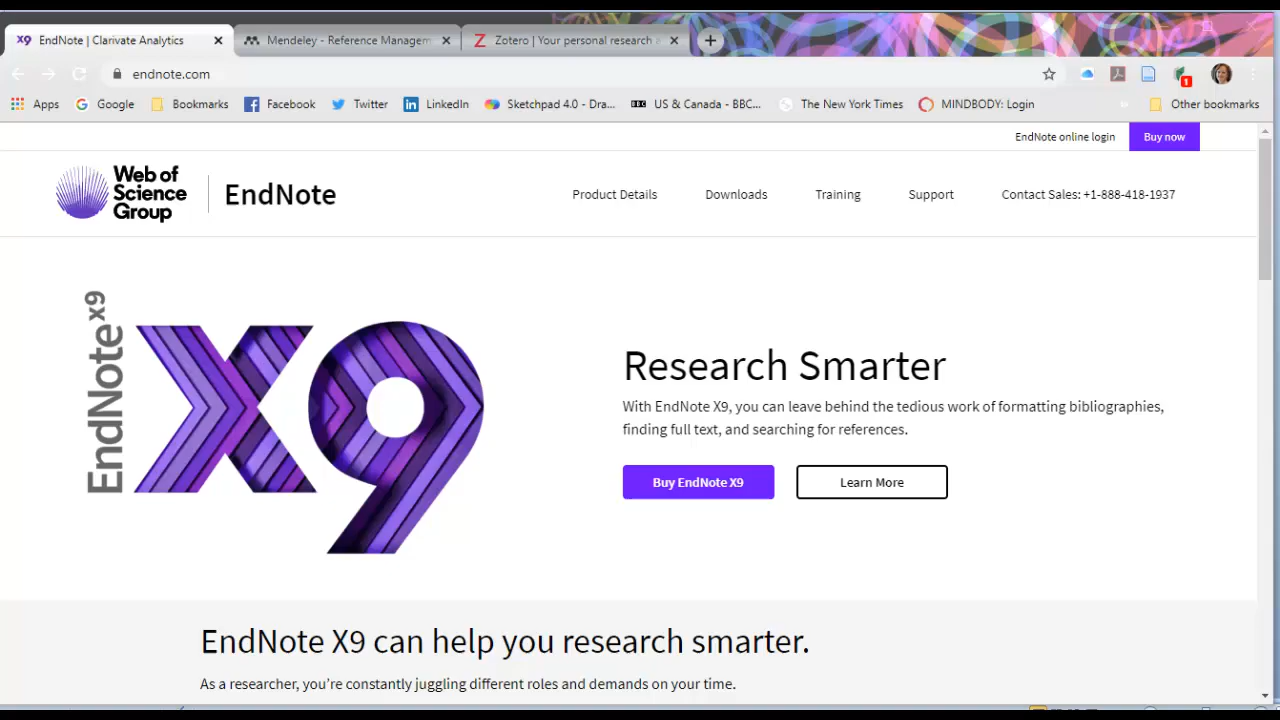 X9 EndNote | Clarivate Analytics
Mendeley - Reference Managem
Z Zotero | Your personal research a
endnote.com
1
Apps Google Bookmarks Facebook Twitter LinkedIn Sketchpad 4.0 - Dra... BBC US & Canada - BBC... The New York Times MINDBODY: Login » Other bookmarks
EndNote online login Buy now
Web of
Science
Group
EndNote
Product Details Downloads Training Support Contact Sales: +1-888-418-1937
EndNote x9
X9
Research Smarter
With EndNote X9, you can leave behind the tedious work of formatting bibliographies,
finding full text, and searching for references.
Buy EndNote X9 Learn More
EndNote X9 can help you research smarter.
As a researcher, you're constantly juggling different roles and demands on your time.